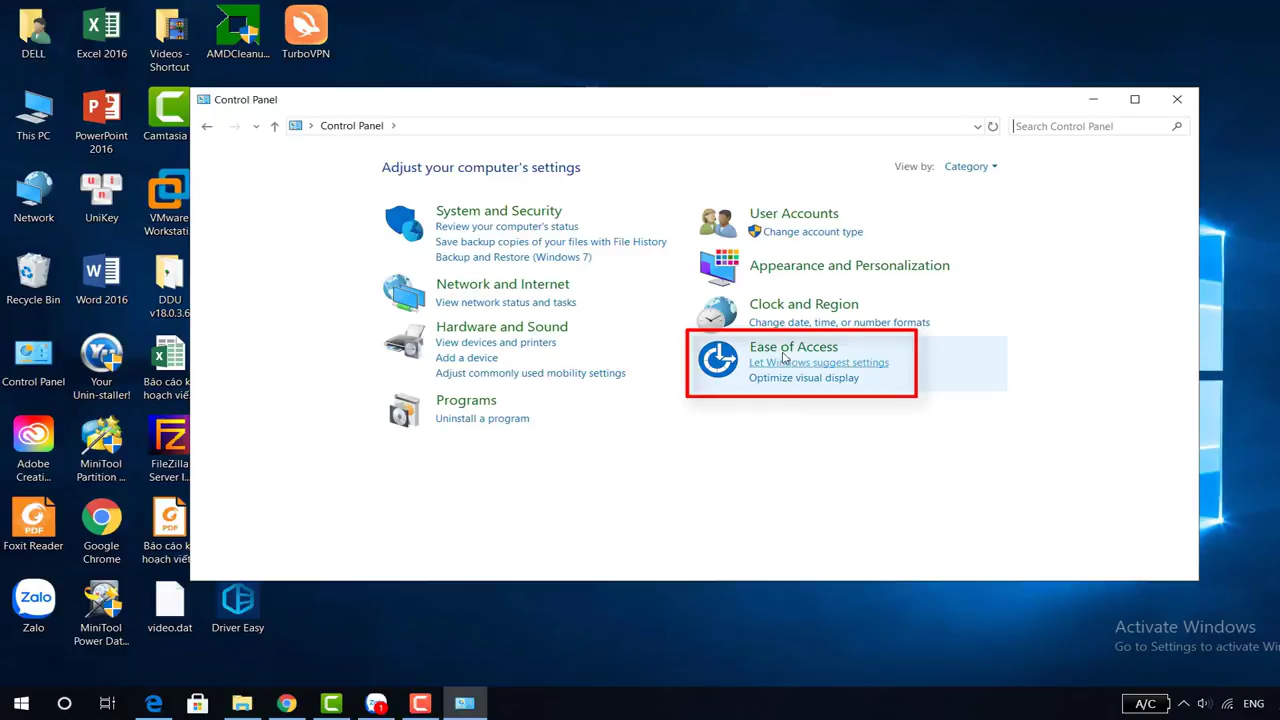 DELL
Excel 2016
Videos -
Shortcut
AMDCleanu...
TurboVPN
This PC
PowerPoint
2016
Camtasia
Network
UniKey
VMware
Workstati...
Recycle Bin
Word 2016
DDU
v18.0.3.6
Control Panel
Your
Unin-staller!
Báo cáo k
hoạch viết
Adobe
Creati...
MiniTool
Partition ...
FileZilla
Server I...
Foxit Reader
Google
Chrome
PDF
Báo cáo k
hoạch viết
Zalo
Zalo
MiniTool
Power Dat...
video.dat
Driver Easy
Control Panel
Control Panel
Search Control Panel
Adjust your computer's settings
View by:
Category
System and Security
Review your computer's status
Save backup copies of your files with File History
Backup and Restore (Windows 7)
Network and Internet
View network status and tasks
Hardware and Sound
View devices and printers
Add a device
Adjust commonly used mobility settings
Programs
Uninstall a program
User Accounts
Change account type
Appearance and Personalization
Clock and Region
Change date, time, or number formats
Ease of Access
Let Windows suggest settings
Optimize visual display
Activate Windows
Go to Settings to activate Wi
A/C
ENG